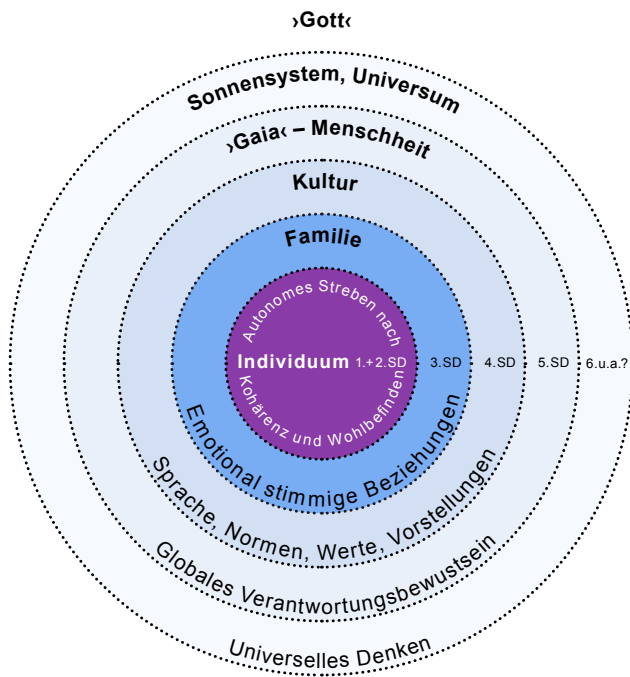 ›Gott‹
Sonnensystem, Universum
›Gaia‹ – Menschheit
Kultur
Familie
Autonomes Streben nach
Individuum 1.+2.SD 3.SD 4.SD 5.SD 6.u.a.?
Kohärenz und Wohlbefinden
Emotional stimmige Beziehungen
Sprache, Normen, Werte, Vorstellungen
Globales Verantwortungsbewustsein
Universelles Denken